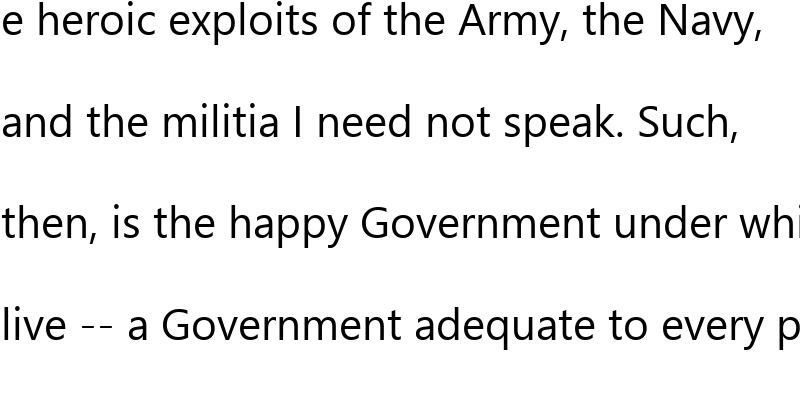 e heroic exploits of the Army, the Navy,
and the militia I need not speak. Such,
then, is the happy Government under whi
live -- a Government adequate to every p